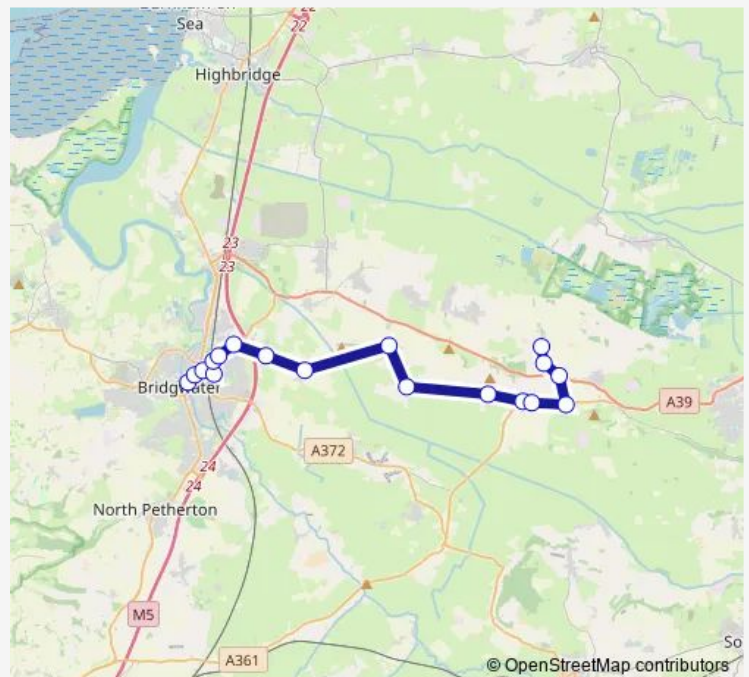 Sea
22
22
Highbridge
23
23
Bridgwater
A39
A372
24
24
North Petherton
M5
A361
So
© OpenStreetMap contributors